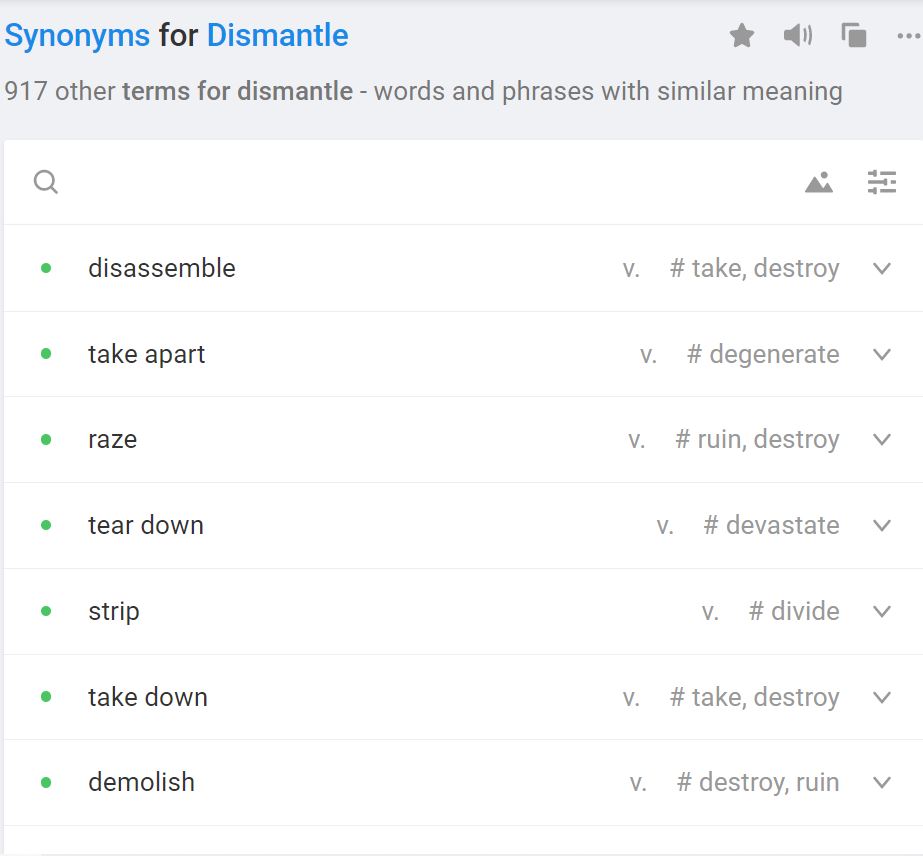 Synonyms for Dismantle
917 other terms for dismantle - words and phrases with similar meaning
disassemble v. # take, destroy
take apart v. # degenerate
raze v. # ruin, destroy
tear down v. # devastate
strip v. # divide
take down v. # take, destroy
demolish v. # destroy, ruin